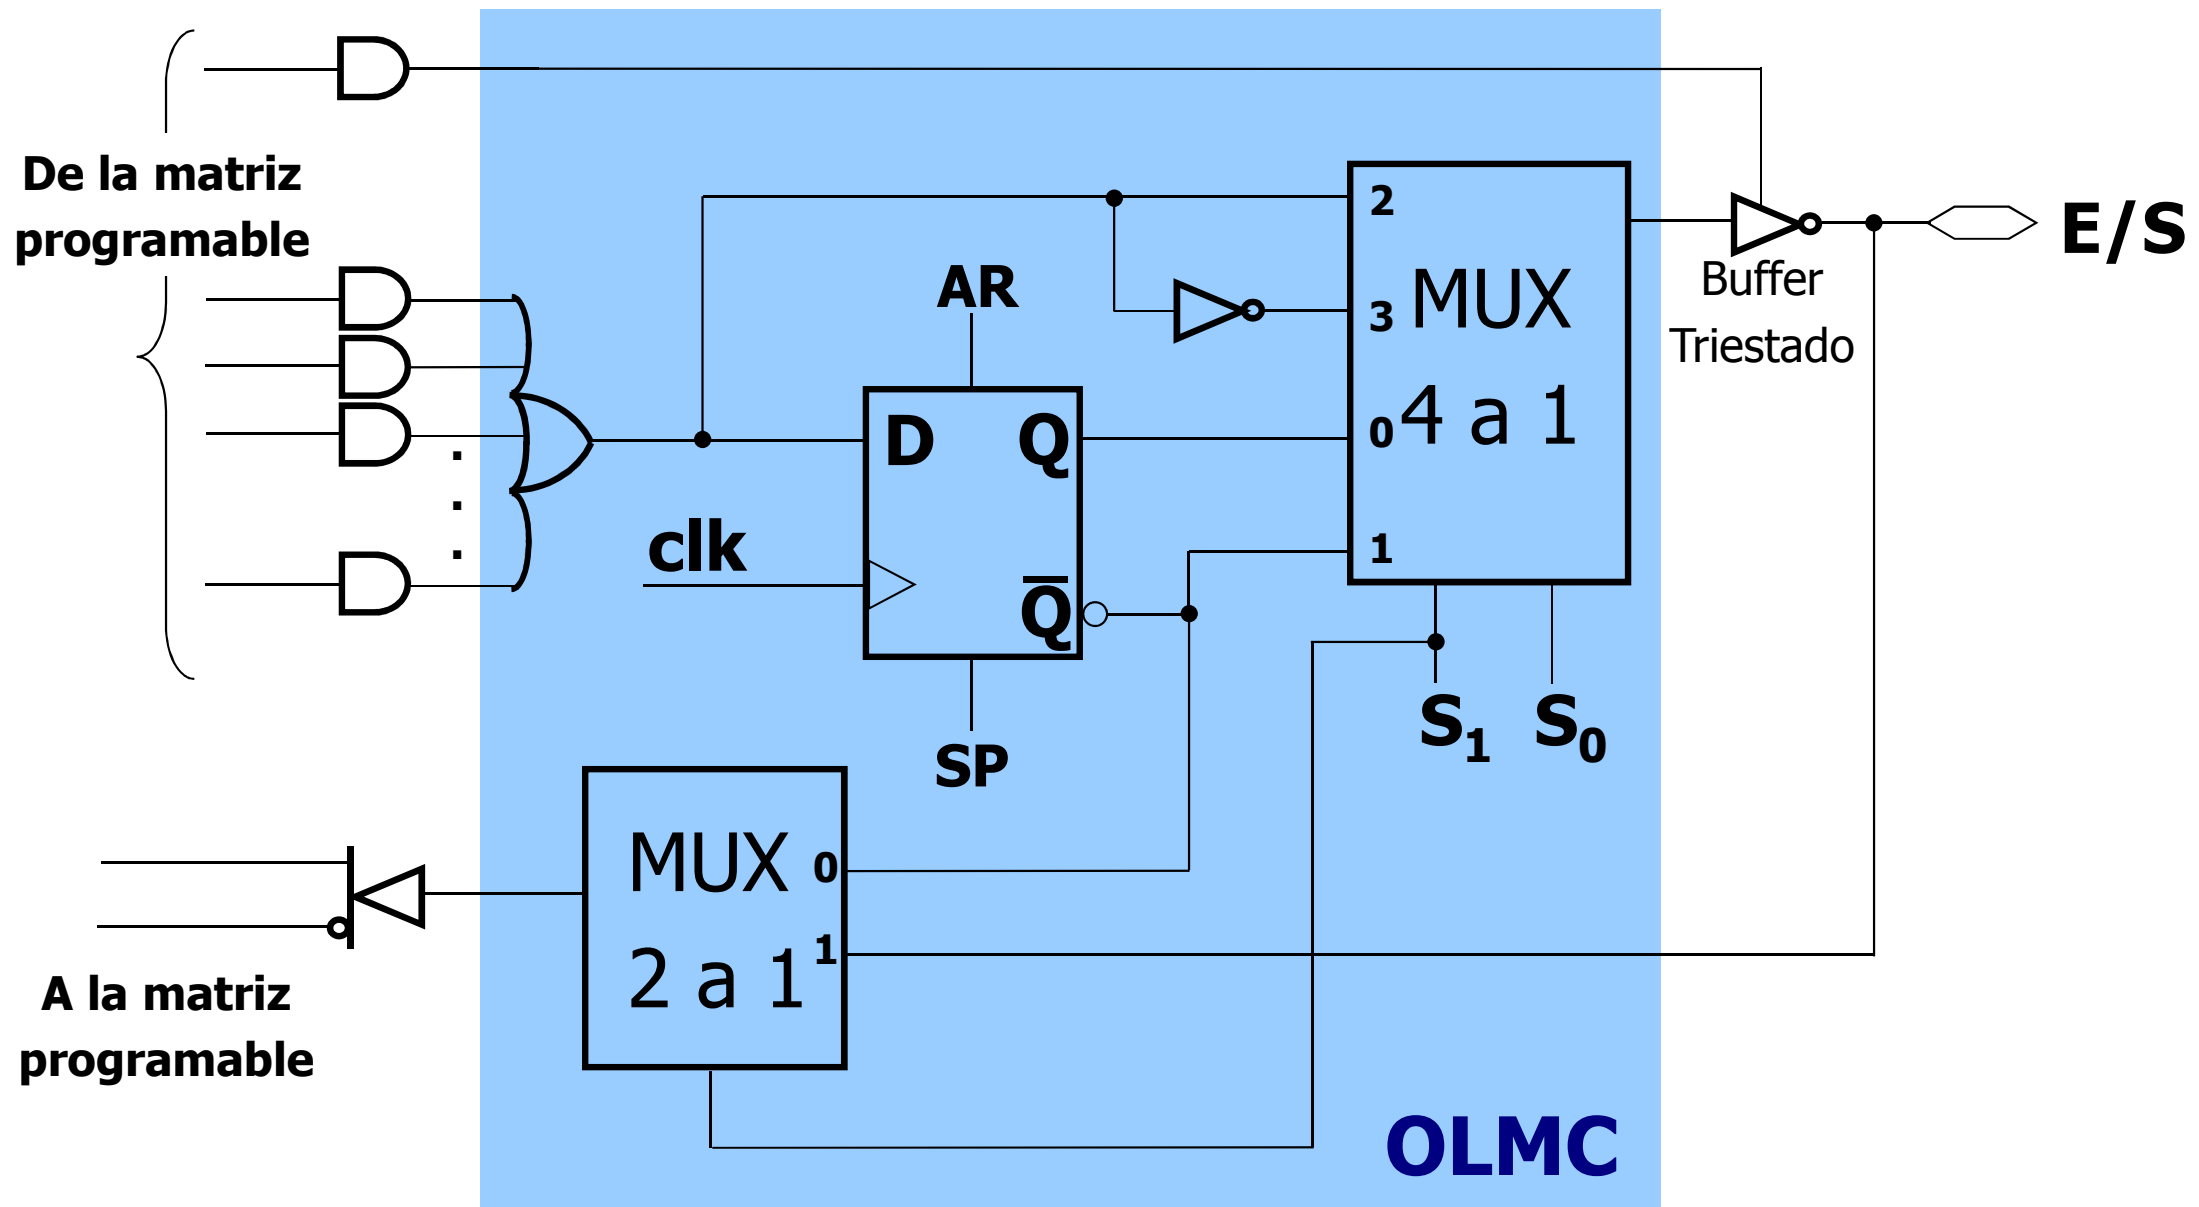 De la matriz
programable
AR
D
Q
clk
Q̅
SP
2
3
0
1
MUX
4 a 1
S1
S0
Buffer
Triestado
E/S
MUX
2 a 1
0
1
A la matriz
programable
OLMC